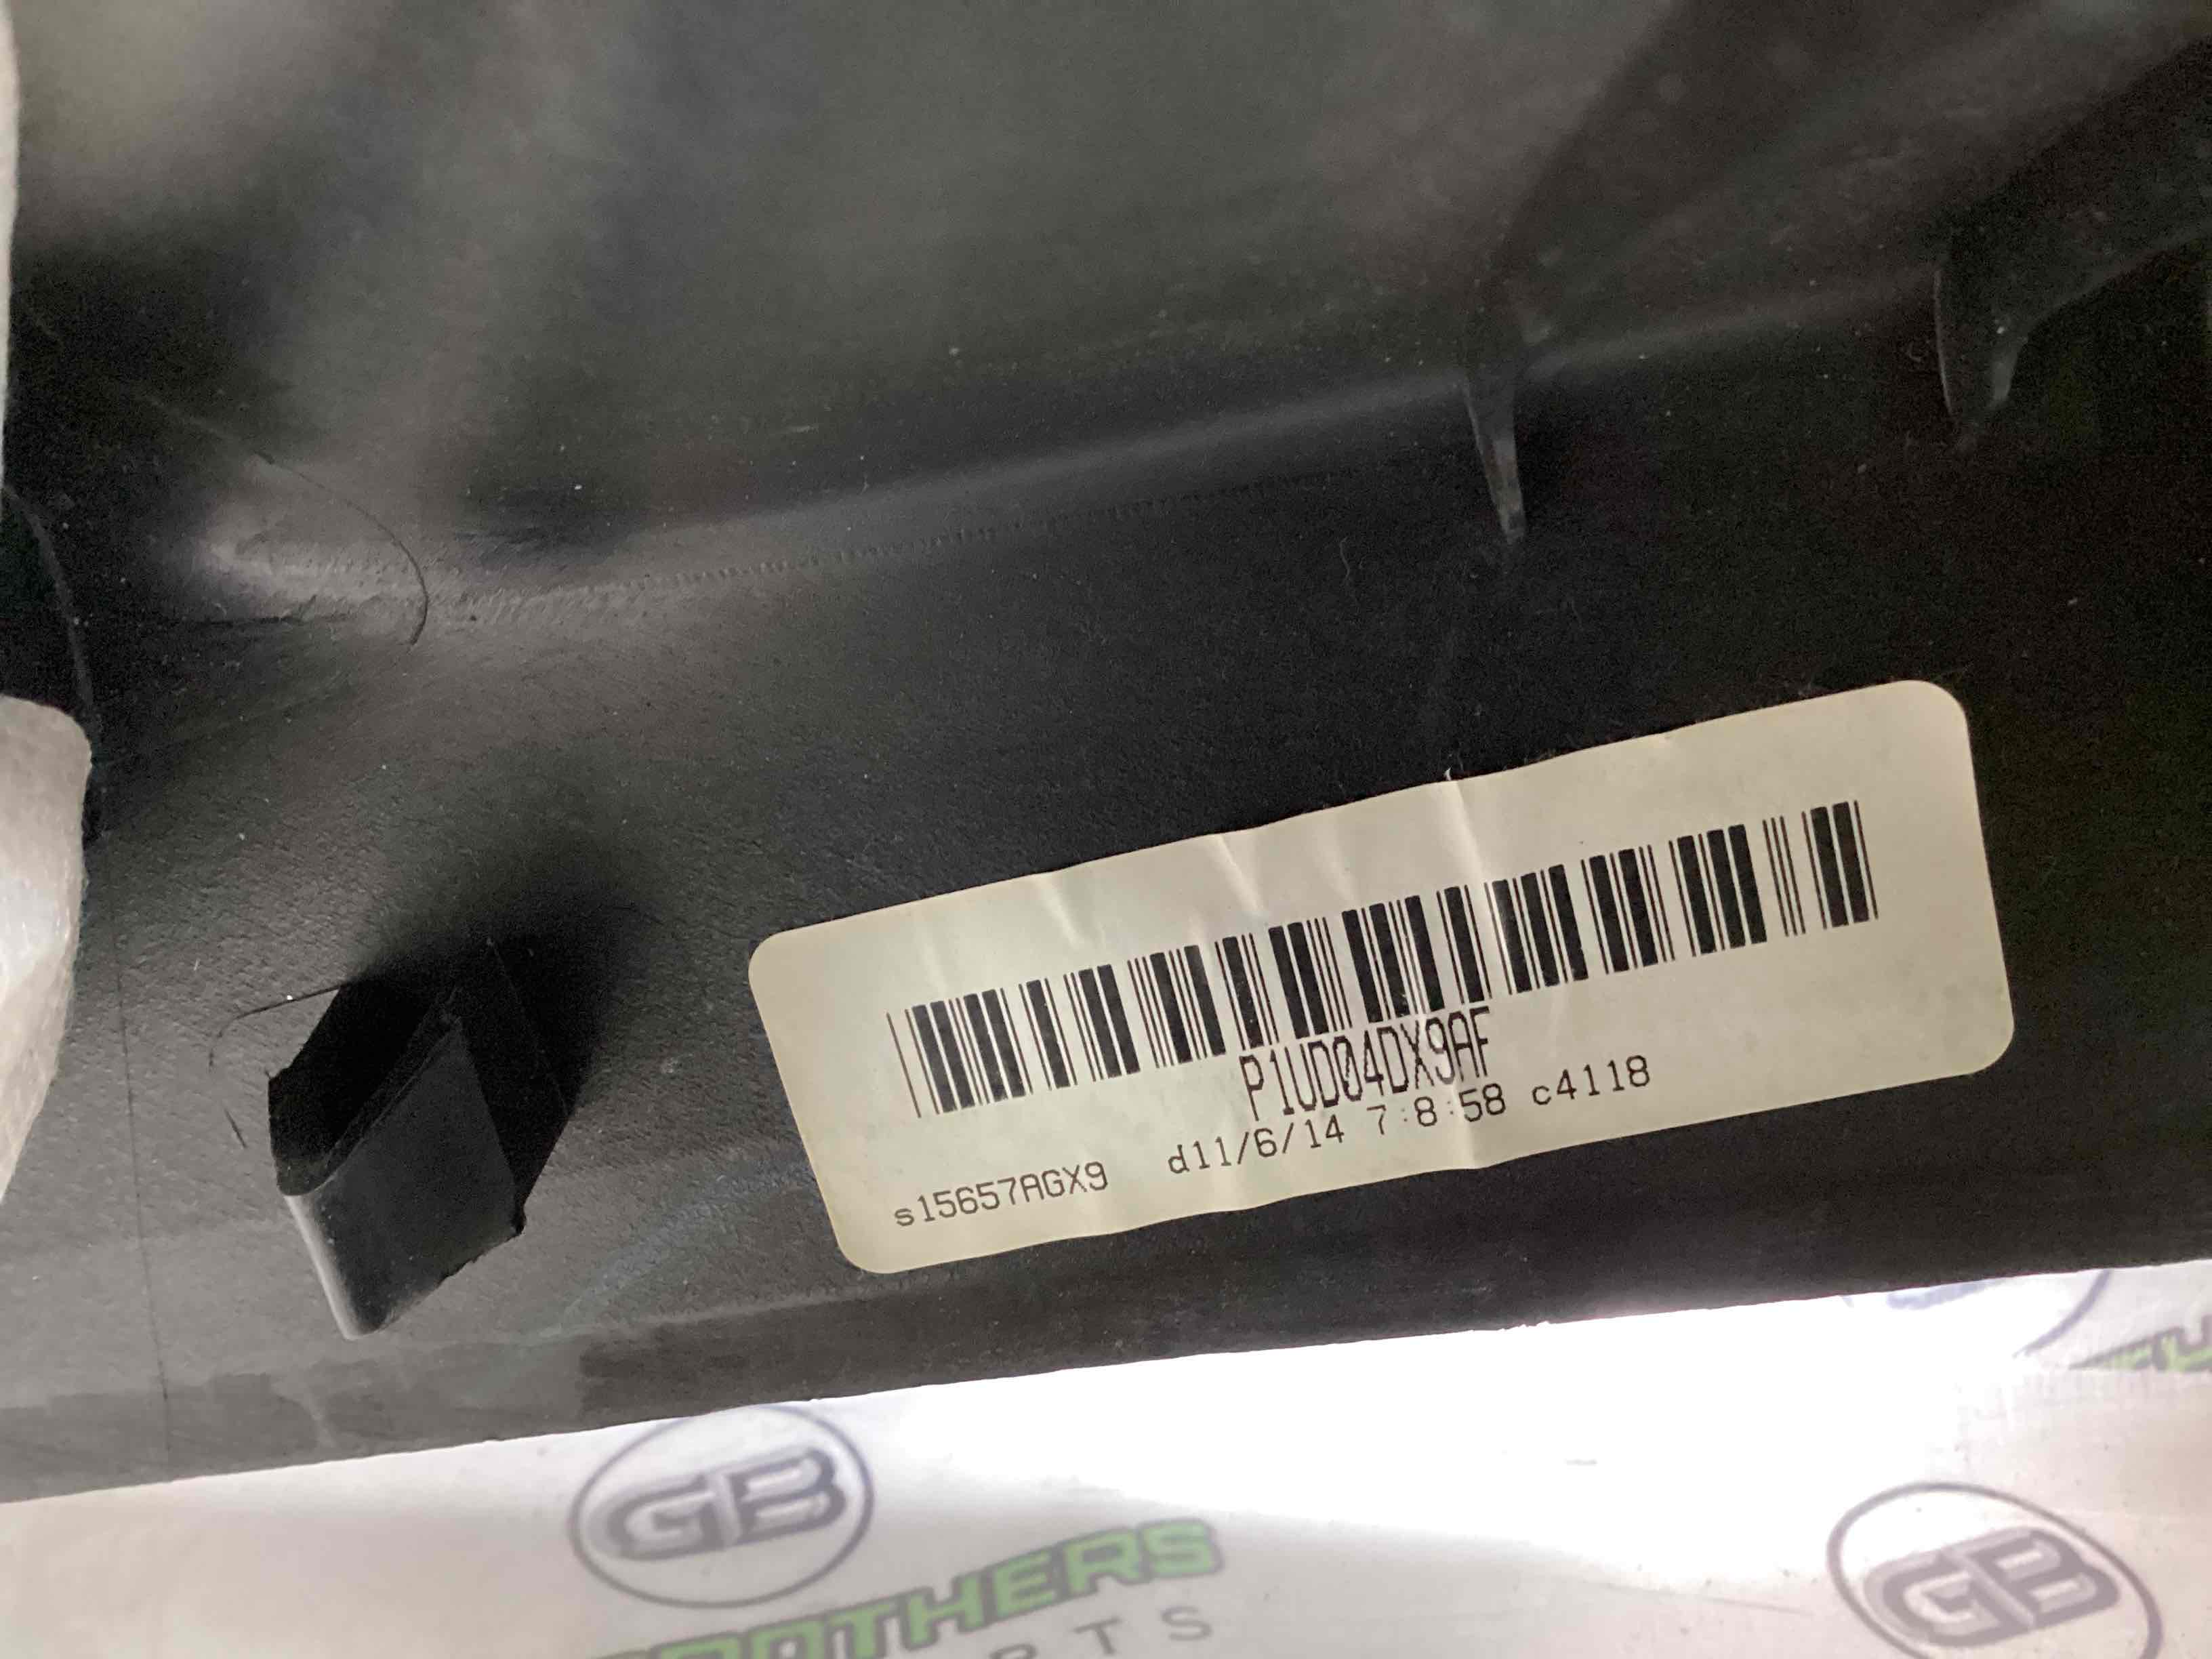 P1UD04DX9AF
s15657AGX9 d11/6/14 7:8:58 c4118
GB
GB